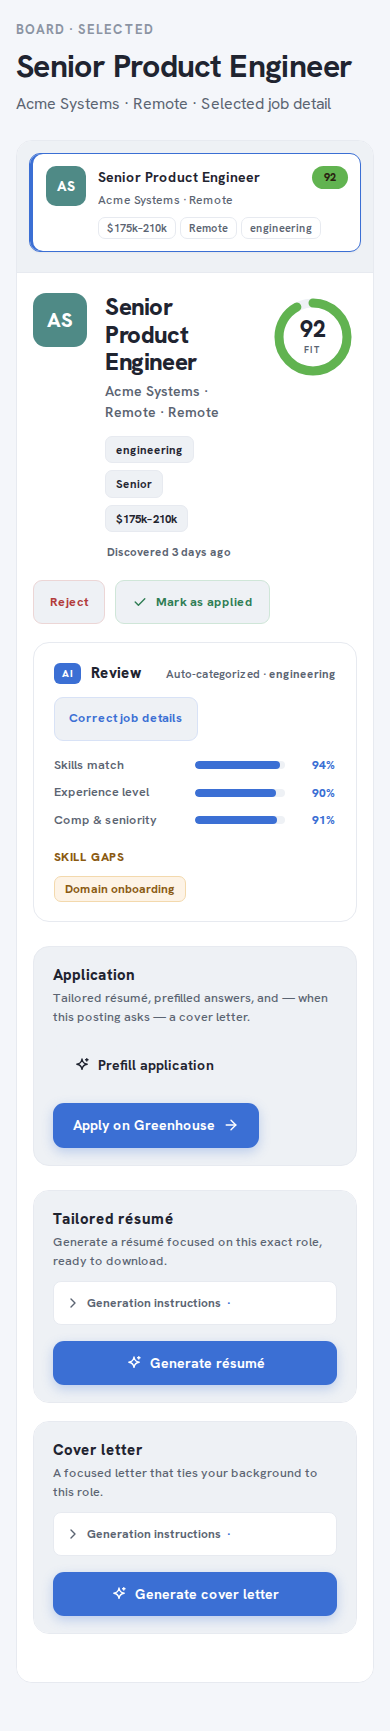 BOARD · SELECTED
Senior Product Engineer
Acme Systems · Remote · Selected job detail
AS
Senior Product Engineer
92
Acme Systems · Remote
$175k–210k
Remote
engineering
AS
Senior
Product
Engineer
92
FIT
Acme Systems ·
Remote · Remote
engineering
Senior
$175k–210k
Discovered 3 days ago
Reject
Mark as applied
AI
Review
Auto-categorized · engineering
Correct job details
Skills match
94%
Experience level
90%
Comp & seniority
91%
SKILL GAPS
Domain onboarding
Application
Tailored résumé, prefilled answers, and — when
this posting asks — a cover letter.
Prefill application
Apply on Greenhouse
Tailored résumé
Generate a résumé focused on this exact role,
ready to download.
Generation instructions ·
Generate résumé
Cover letter
A focused letter that ties your background to
this role.
Generation instructions ·
Generate cover letter